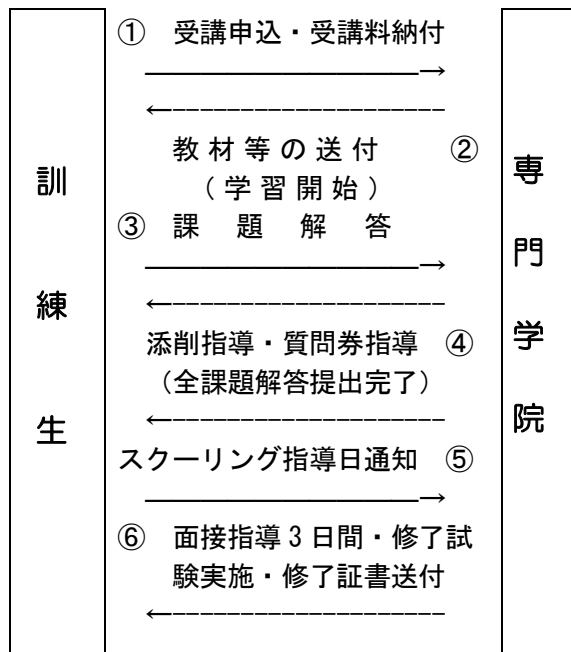 訓練生
① 受講申込・受講料納付
教材等の送付 ②
(学習開始)
③ 課題解答
添削指導・質問券指導 ④
(全課題解答提出完了)
スクーリング指導日通知 ⑤
⑥ 面接指導3日間・修了試
験実施・修了証書送付
専門学院